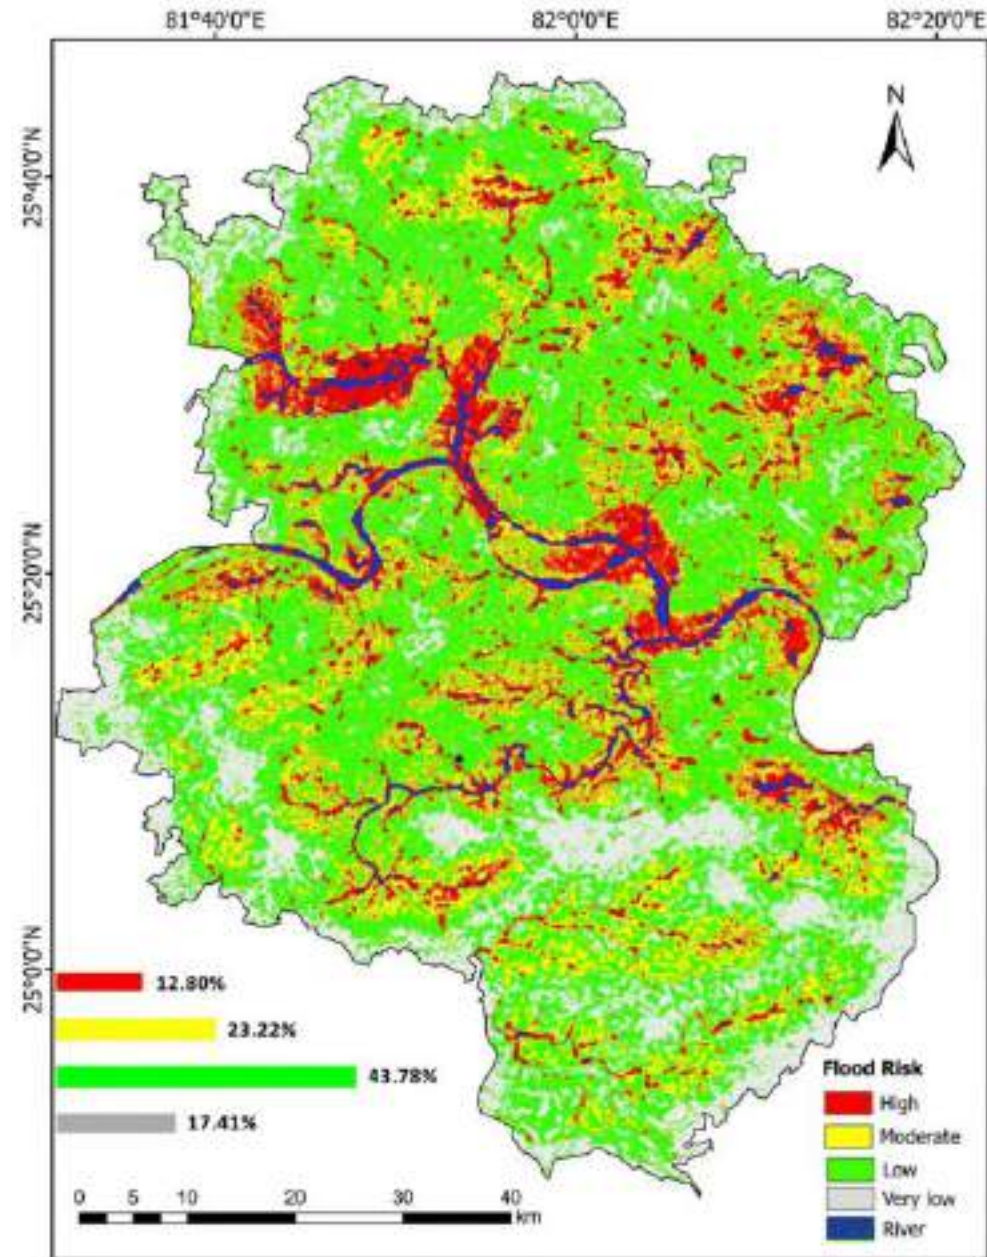 81°40'0"E 82°0'0"E 82°20'0"E
N
25°40'0"N
25°20'0"N
25°0'0"N
12.80%
23.22%
43.78%
17.41%
Flood Risk
High
Moderate
Low
Very low
River
0 5 10 20 30 40
km